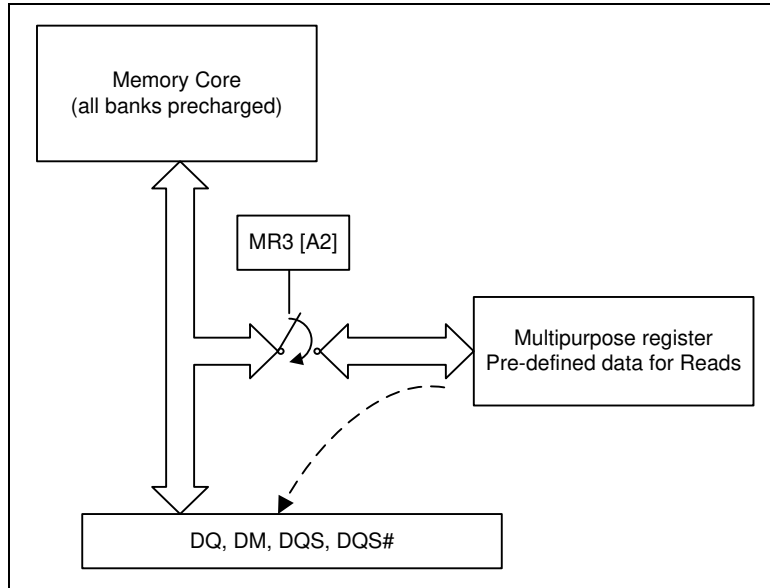 Memory Core
(all banks precharged)
MR3 [A2]
Multipurpose register
Pre-defined data for Reads
DQ, DM, DQS, DQS#